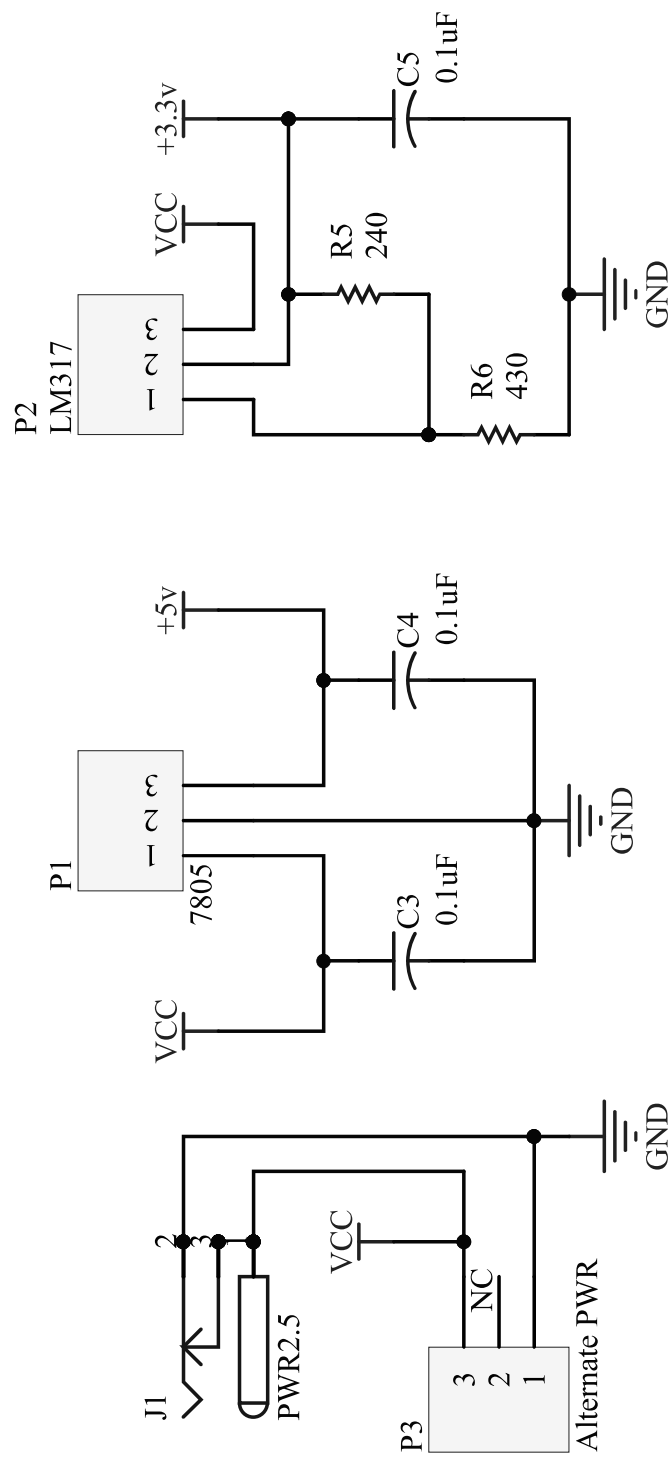 J1
2
3
PWR2.5
VCC
NC
P3
3
2
1
Alternate PWR
GND
VCC
P1
1
2
3
7805
C3
0.1uF
+5v
C4
0.1uF
GND
P2
LM317
1
2
3
VCC
+3.3v
R5
240
R6
430
C5
0.1uF
GND